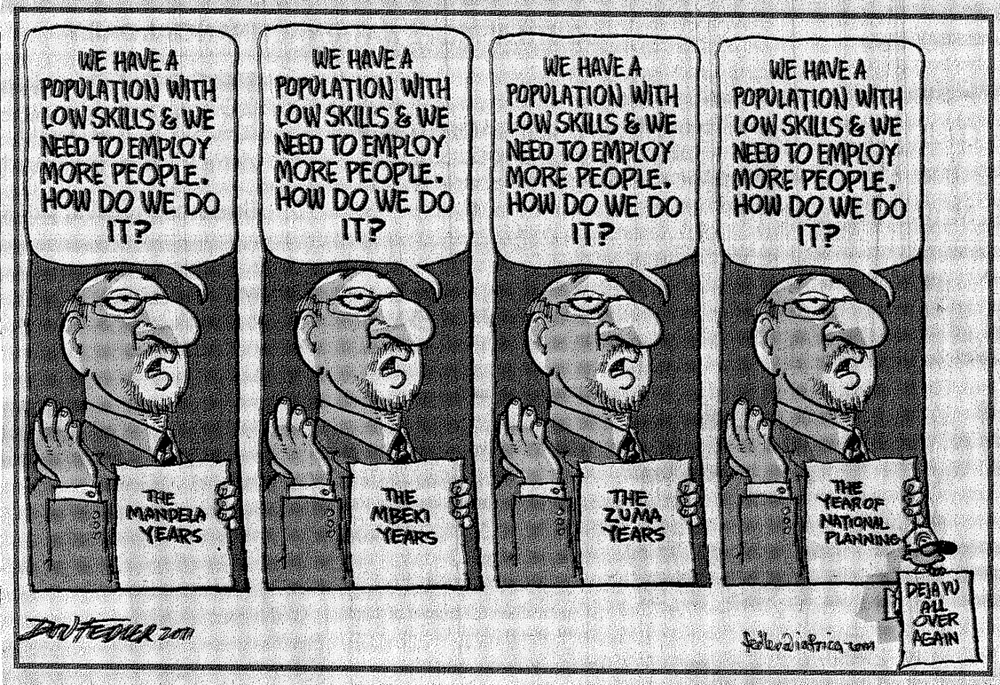 WE HAVE A
POPULATION WITH
LOW SKILLS & WE
NEED TO EMPLOY
MORE PEOPLE.
HOW DO WE DO
IT?
THE
MANDELA
YEARS
WE HAVE A
POPULATION WITH
LOW SKILLS & WE
NEED TO EMPLOY
MORE PEOPLE.
HOW DO WE DO
IT?
THE
MBEKI
YEARS
WE HAVE A
POPULATION WITH
LOW SKILLS & WE
NEED TO EMPLOY
MORE PEOPLE.
HOW DO WE DO
IT?
THE
ZUMA
YEARS
WE HAVE A
POPULATION WITH
LOW SKILLS & WE
NEED TO EMPLOY
MORE PEOPLE.
HOW DO WE DO
IT?
THE
YEAR OF
NATIONAL
PLANNING
DEJA VU
ALL
OVER
AGAIN
DOV FEDLER 2011